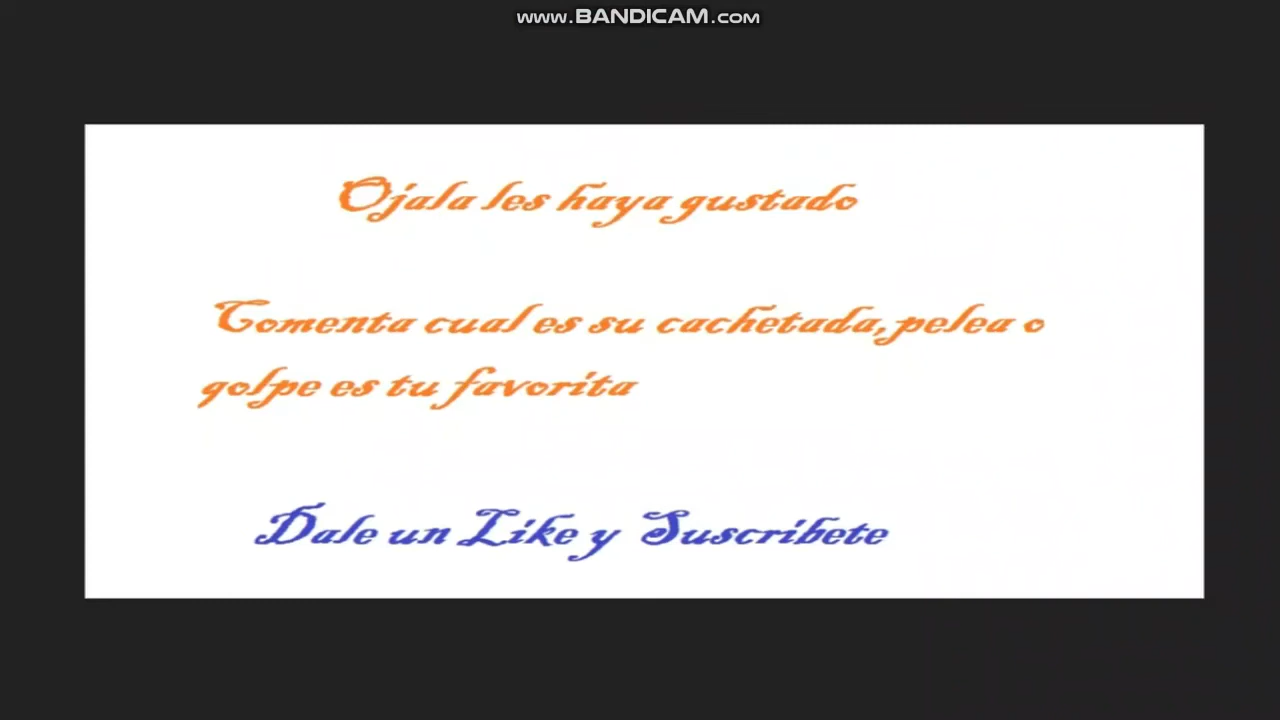 www.BANDICAM.com
Ojala les haya gustado
Comenta cual es su cachetada, pelea o
golpe es tu favorita
Dale un Like y Suscribete